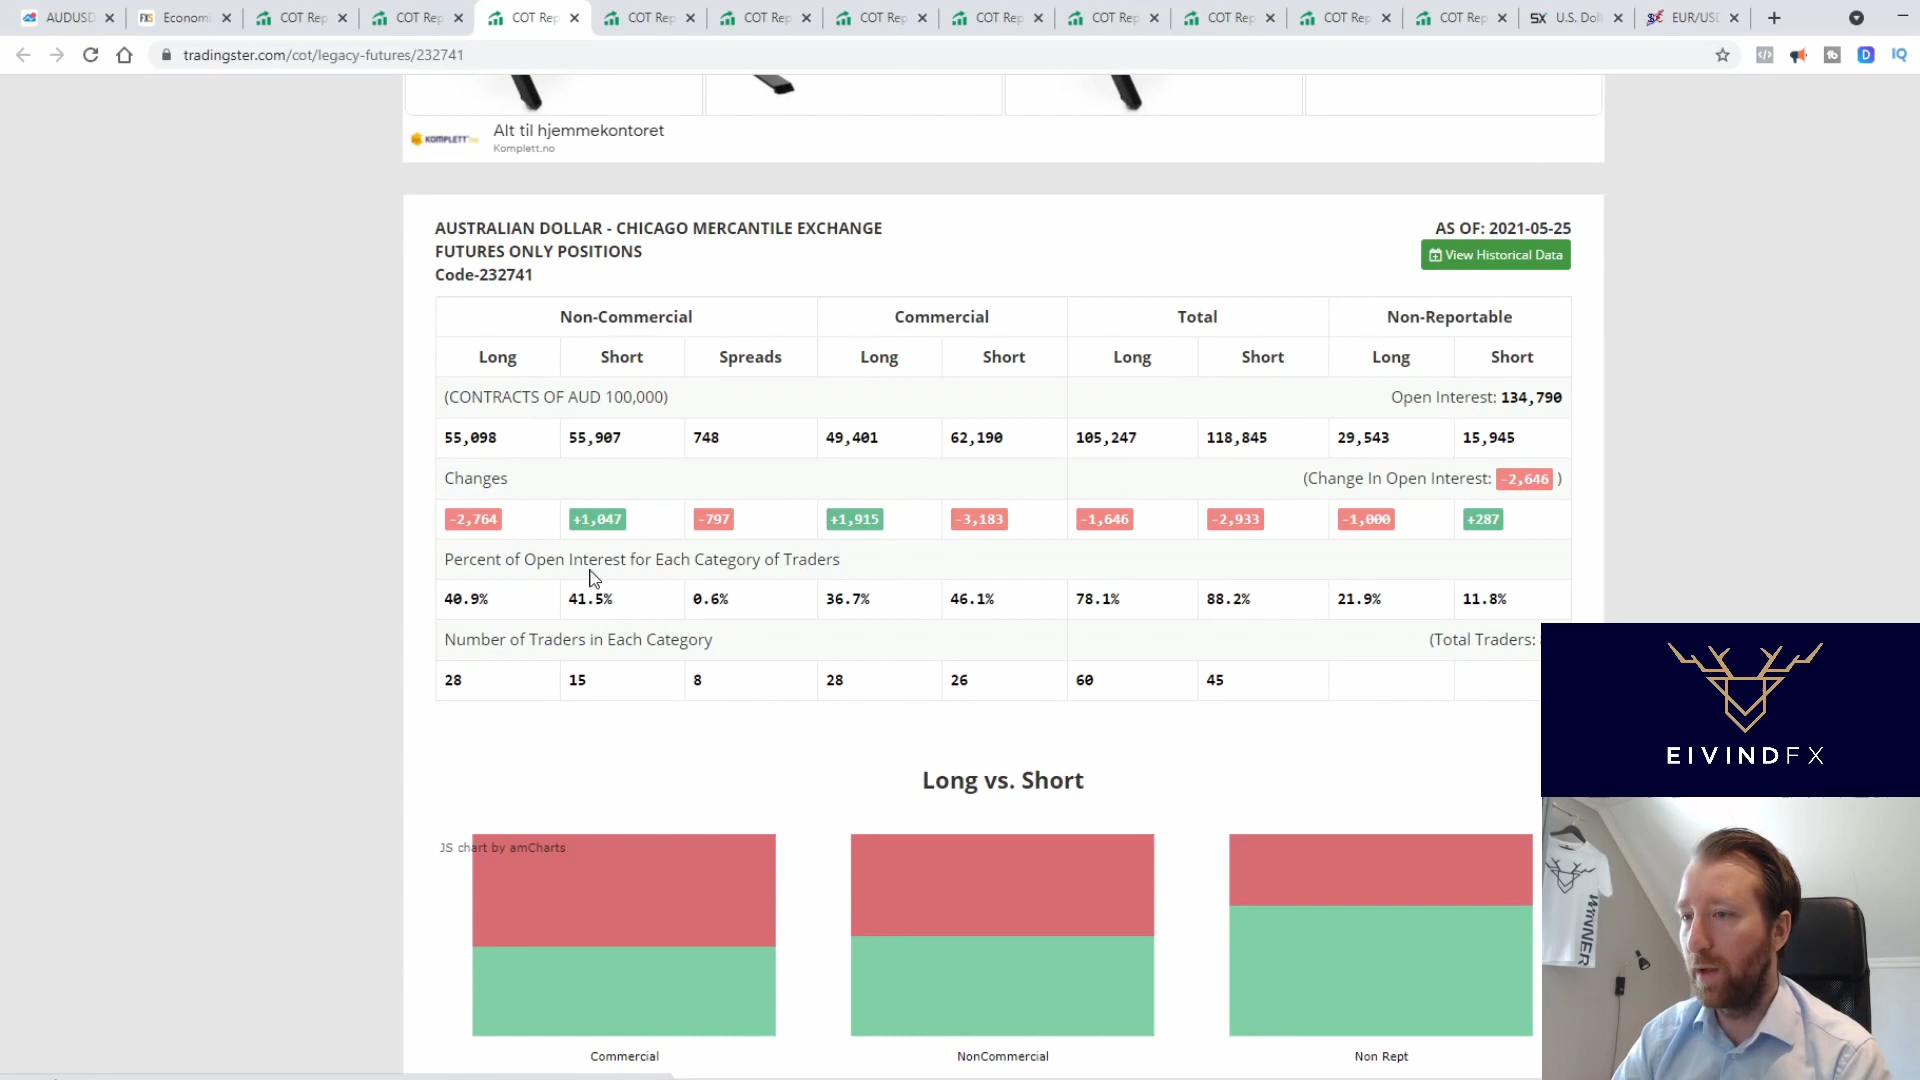 AUDUSD
Economi
COT Rep
COT Rep
COT Rep
COT Rep
COT Rep
COT Rep
COT Rep
COT Rep
COT Rep
COT Rep
COT Rep
U.S. Doll
EUR/USD
tradingster.com/cot/legacy-futures/232741
IQ
KOMPLETT
Alt til hjemmekontoret
Komplett.no
AUSTRALIAN DOLLAR - CHICAGO MERCANTILE EXCHANGE
FUTURES ONLY POSITIONS
Code-232741
AS OF: 2021-05-25
View Historical Data
Non-Commercial Commercial Total Non-Reportable
Long Short Spreads Long Short Long Short Long Short
(CONTRACTS OF AUD 100,000) Open Interest: 134,790
55,098 55,907 748 49,401 62,190 105,247 118,845 29,543 15,945
Changes (Change In Open Interest: -2,646 )
-2,764 +1,047 -797 +1,915 -3,183 -1,646 -2,933 -1,000 +287
Percent of Open Interest for Each Category of Traders
40.9% 41.5% 0.6% 36.7% 46.1% 78.1% 88.2% 21.9% 11.8%
Number of Traders in Each Category (Total Traders:
28 15 8 28 26 60 45
Long vs. Short
JS chart by amCharts
Commercial NonCommercial Non Rept
EIVINDFX
WINNER